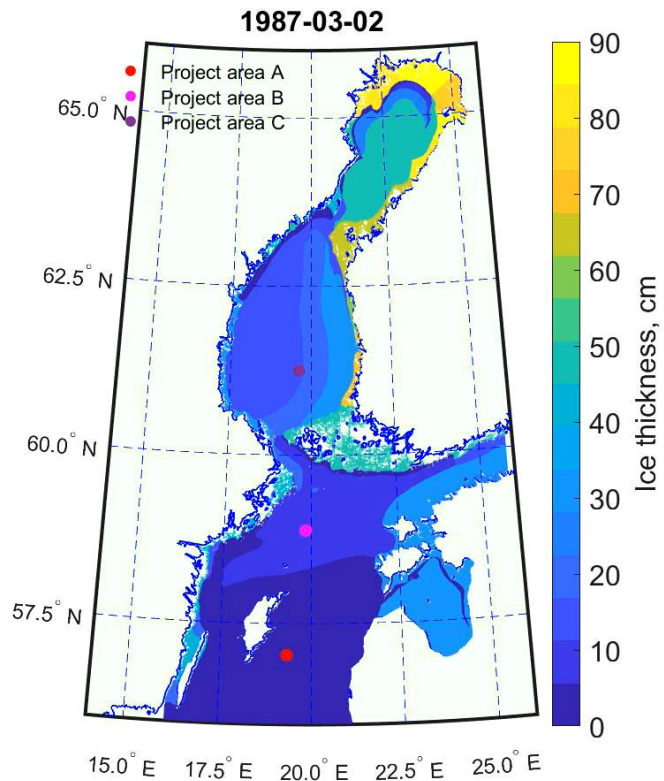 1987-03-02
Project area A
Project area B
Project area C
65.0° N
62.5° N
60.0° N
57.5° N
15.0° E
17.5° E
20.0° E
22.5° E
25.0° E
90
80
70
60
50
40
30
20
10
0
Ice thickness, cm